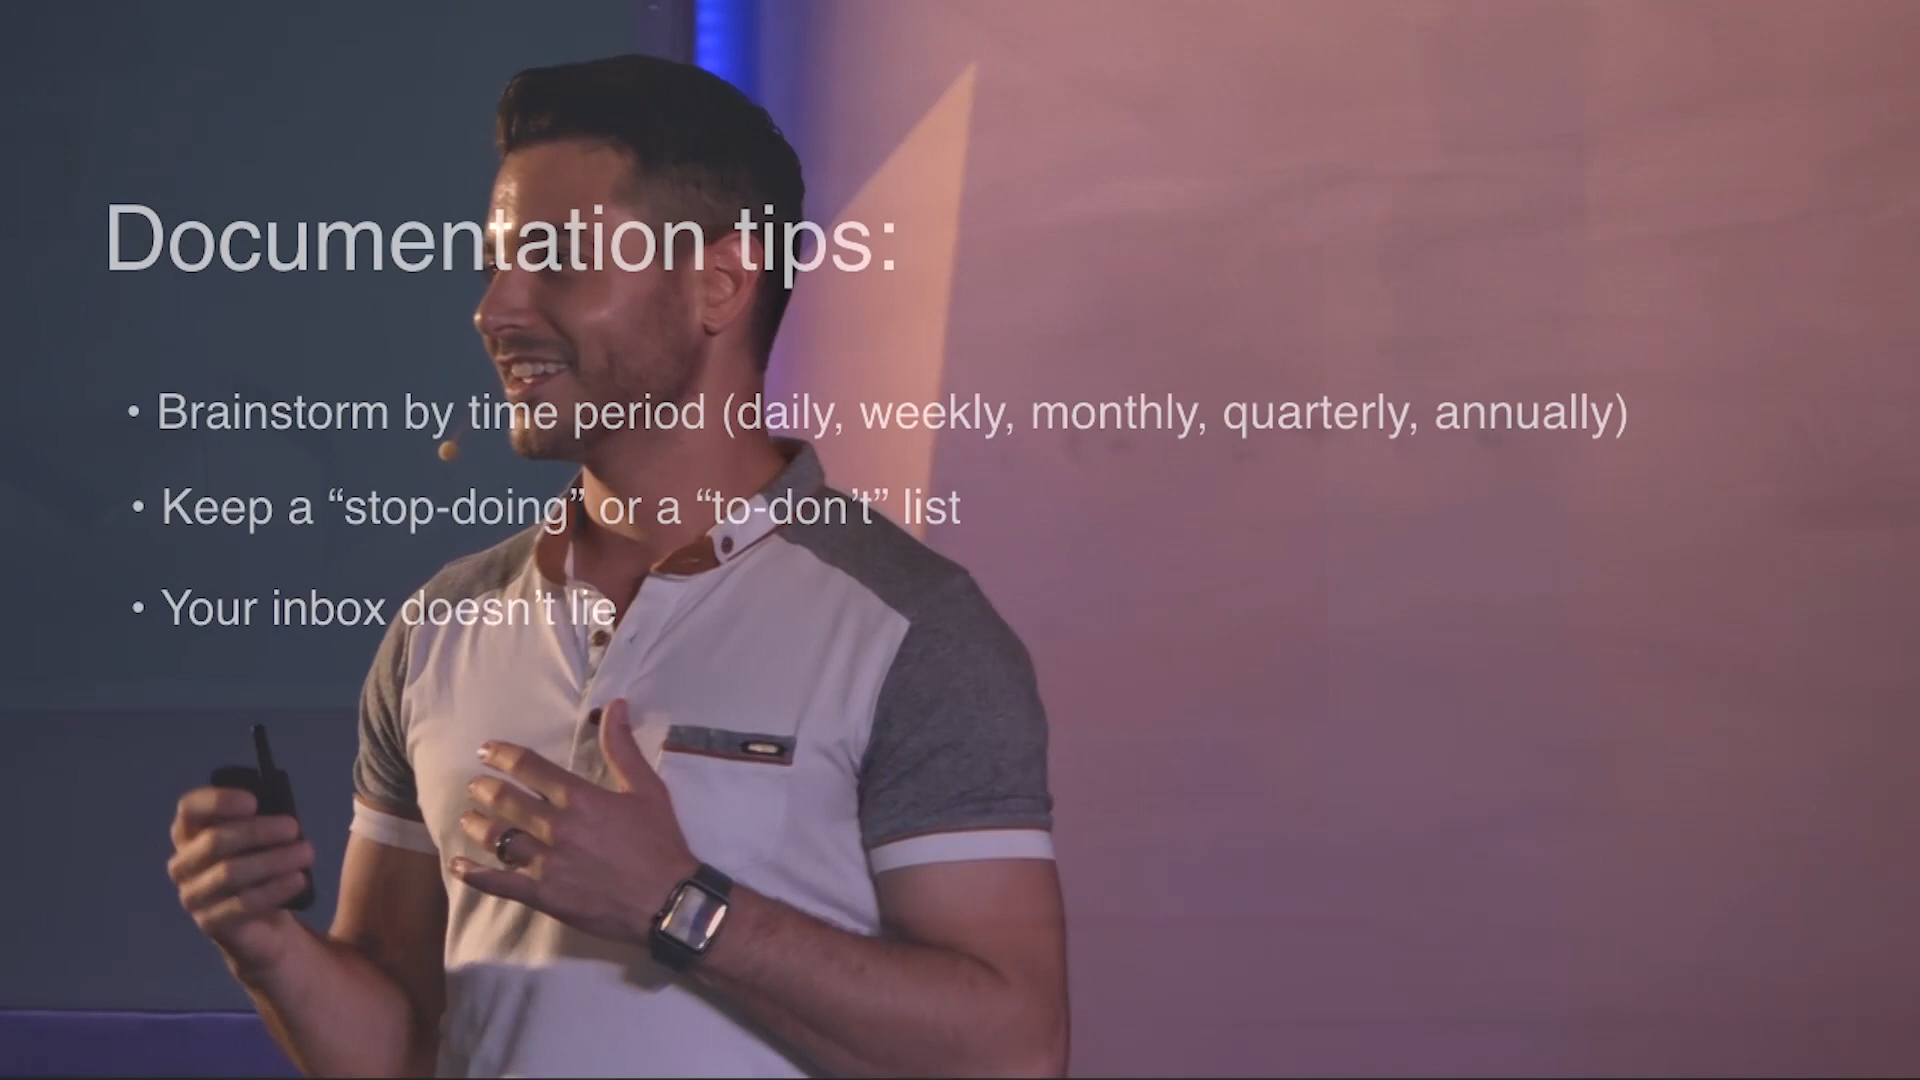 Documentation tips:
• Brainstorm by time period (daily, weekly, monthly, quarterly, annually)
• Keep a “stop-doing” or a “to-don’t” list
• Your inbox doesn’t lie